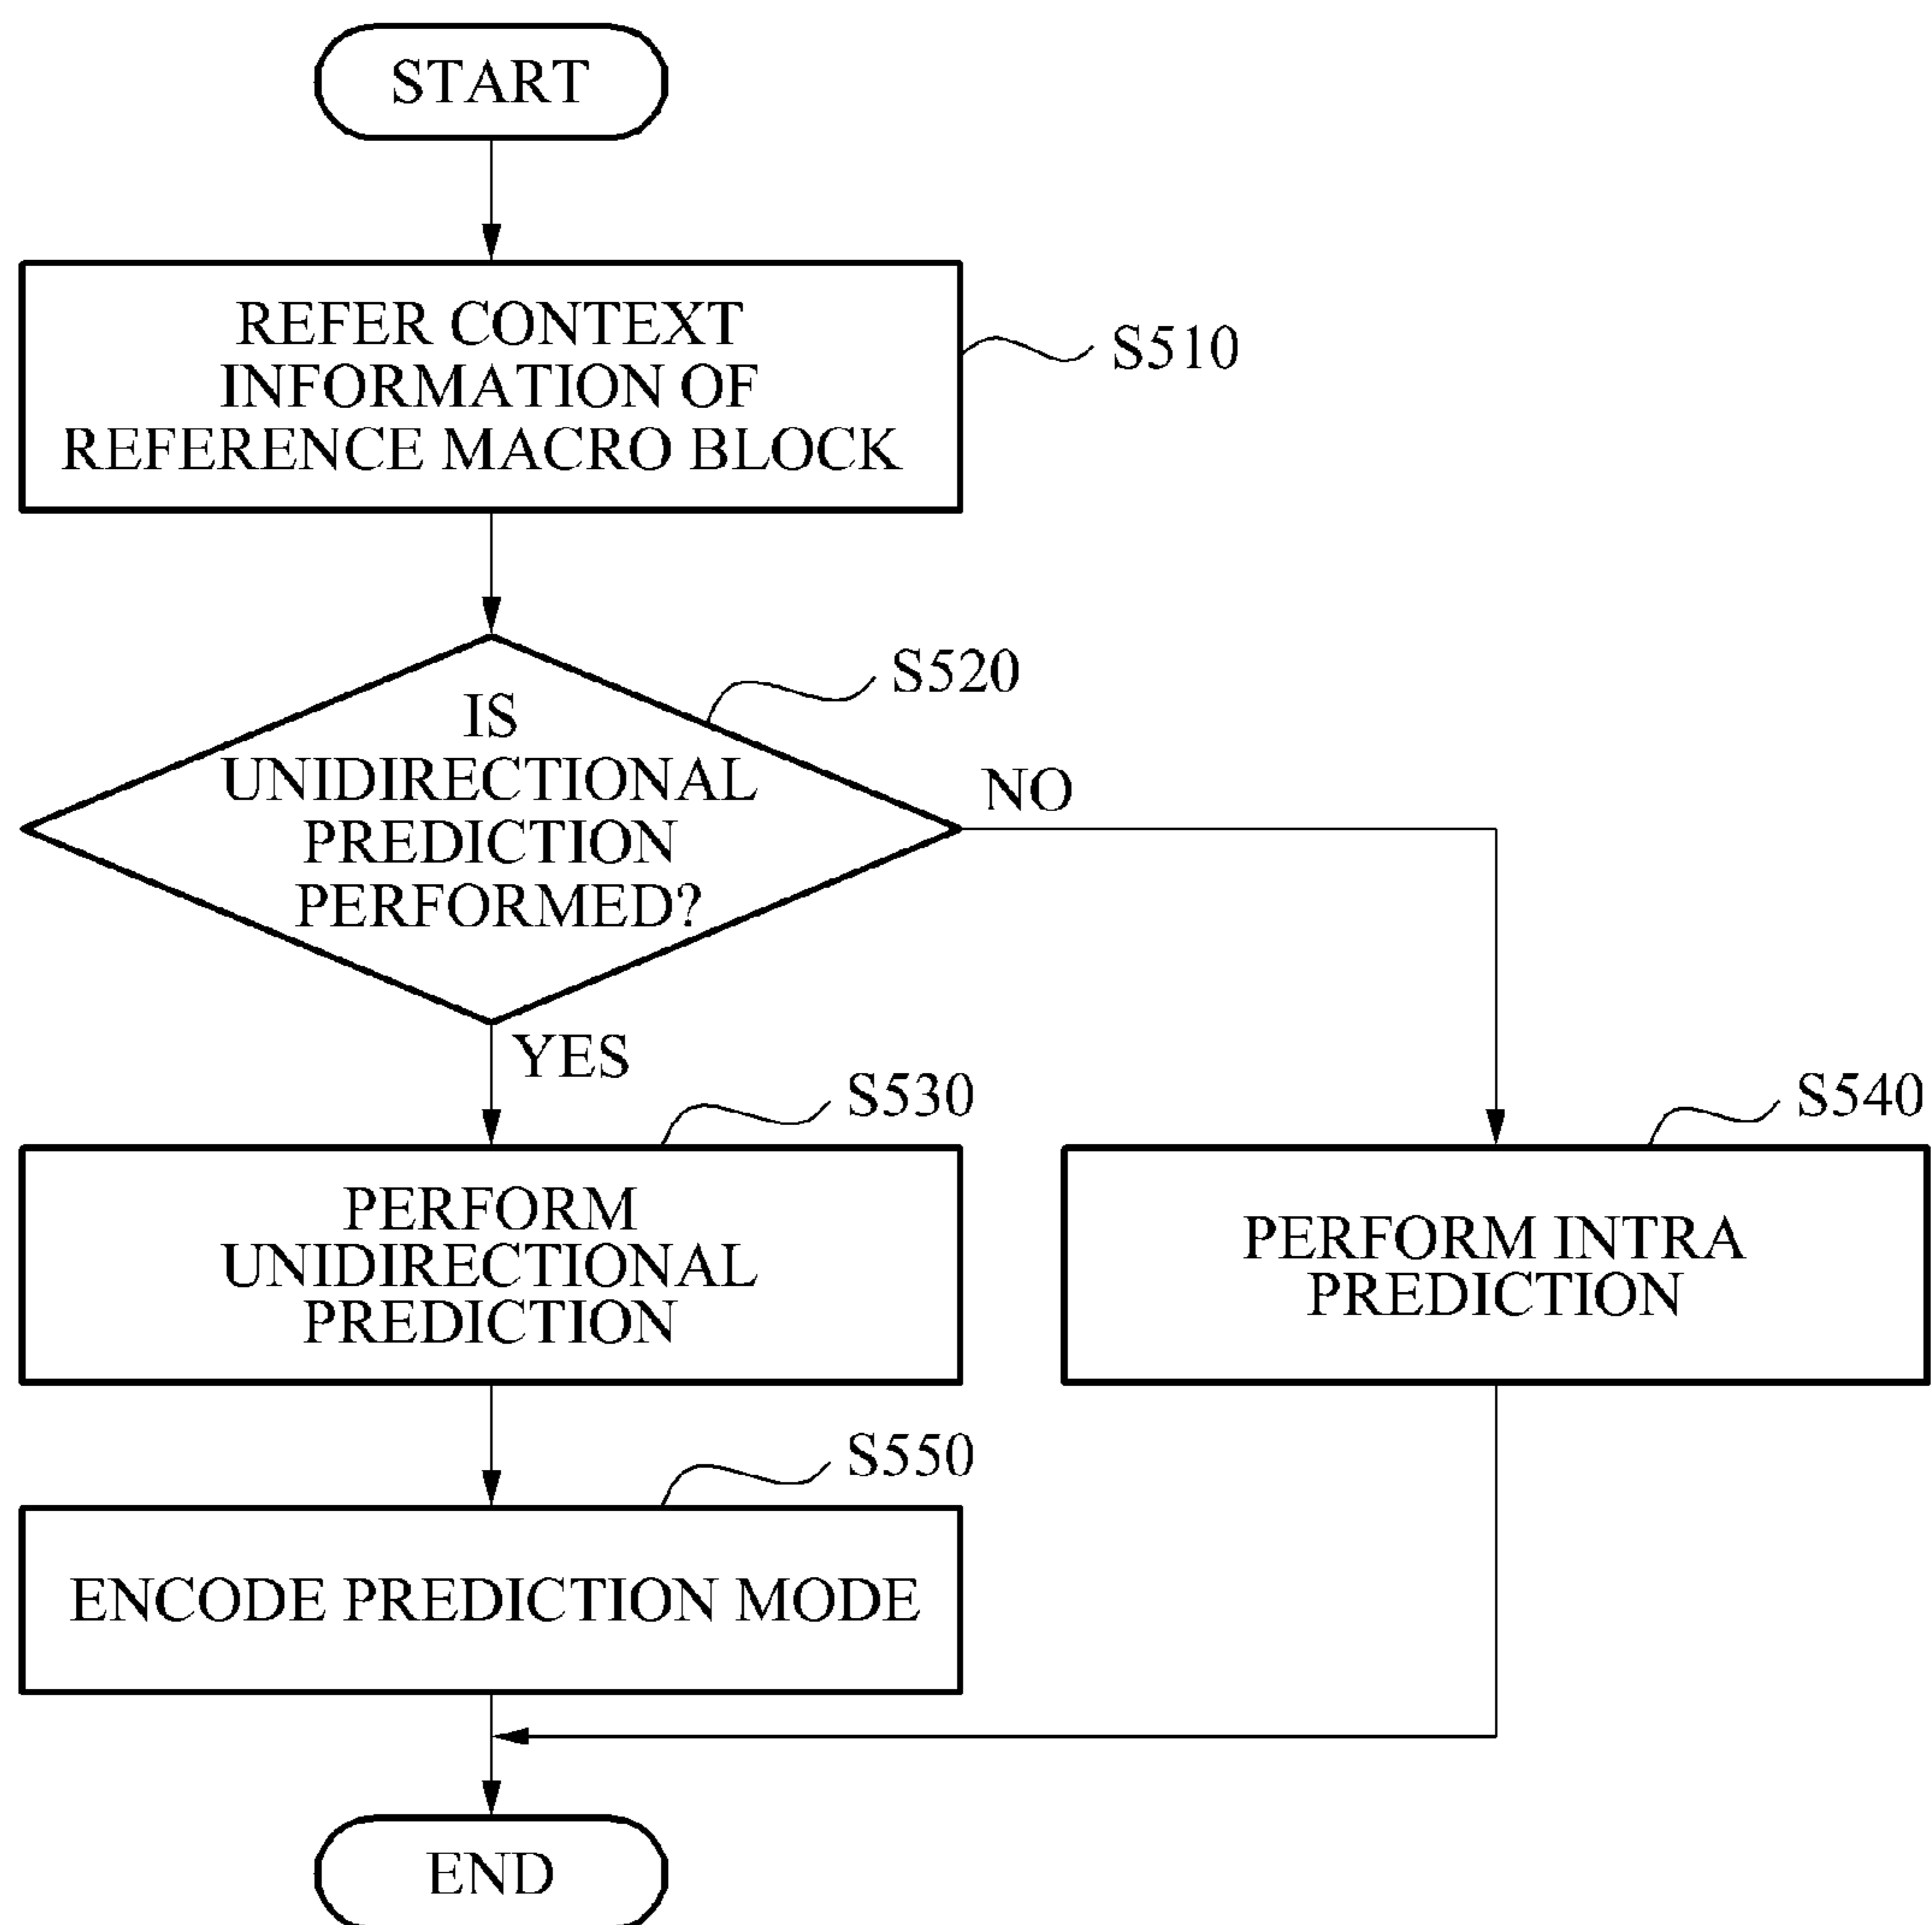 START
REFER CONTEXT
INFORMATION OF
REFERENCE MACRO BLOCK
S510
S520
IS
UNIDIRECTIONAL
PREDICTION
PERFORMED?
NO
YES
S530
PERFORM
UNIDIRECTIONAL
PREDICTION
S540
PERFORM INTRA
PREDICTION
S550
ENCODE PREDICTION MODE
END